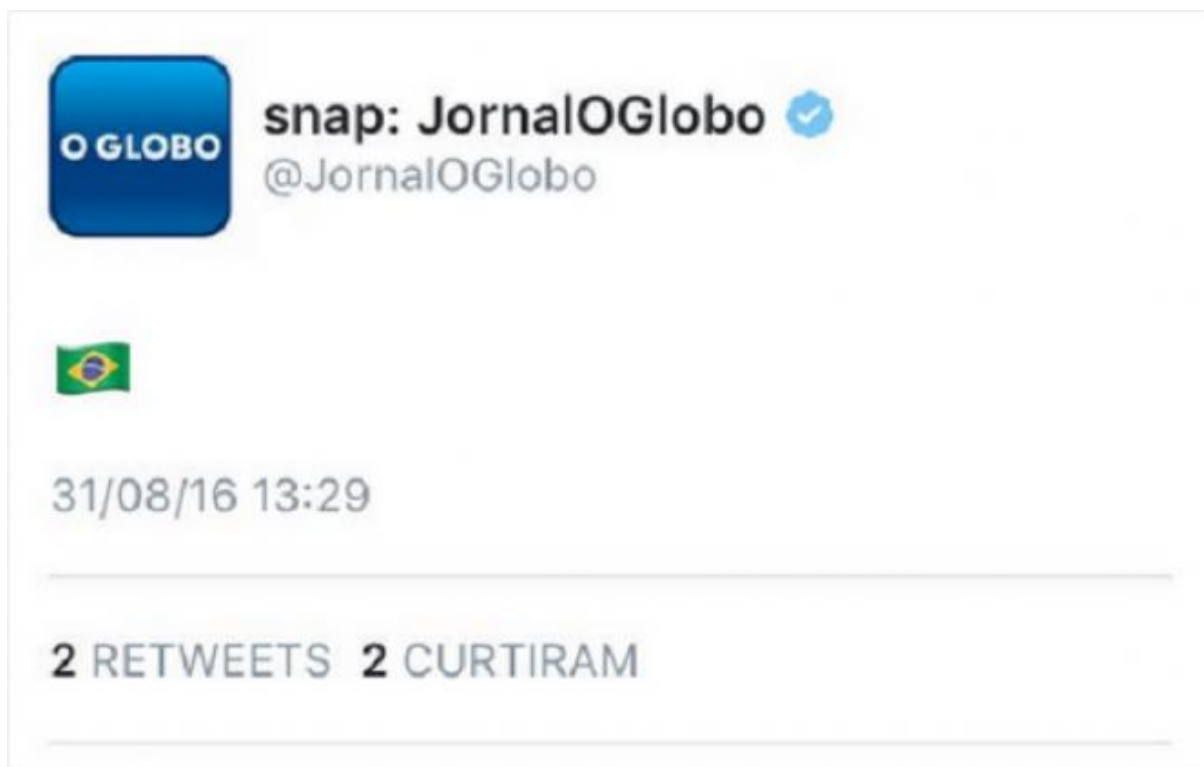 O GLOBO
snap: JornalOGlobo
@JornalOGlobo
🇧🇷
31/08/16 13:29
2 RETWEETS 2 CURTIRAM